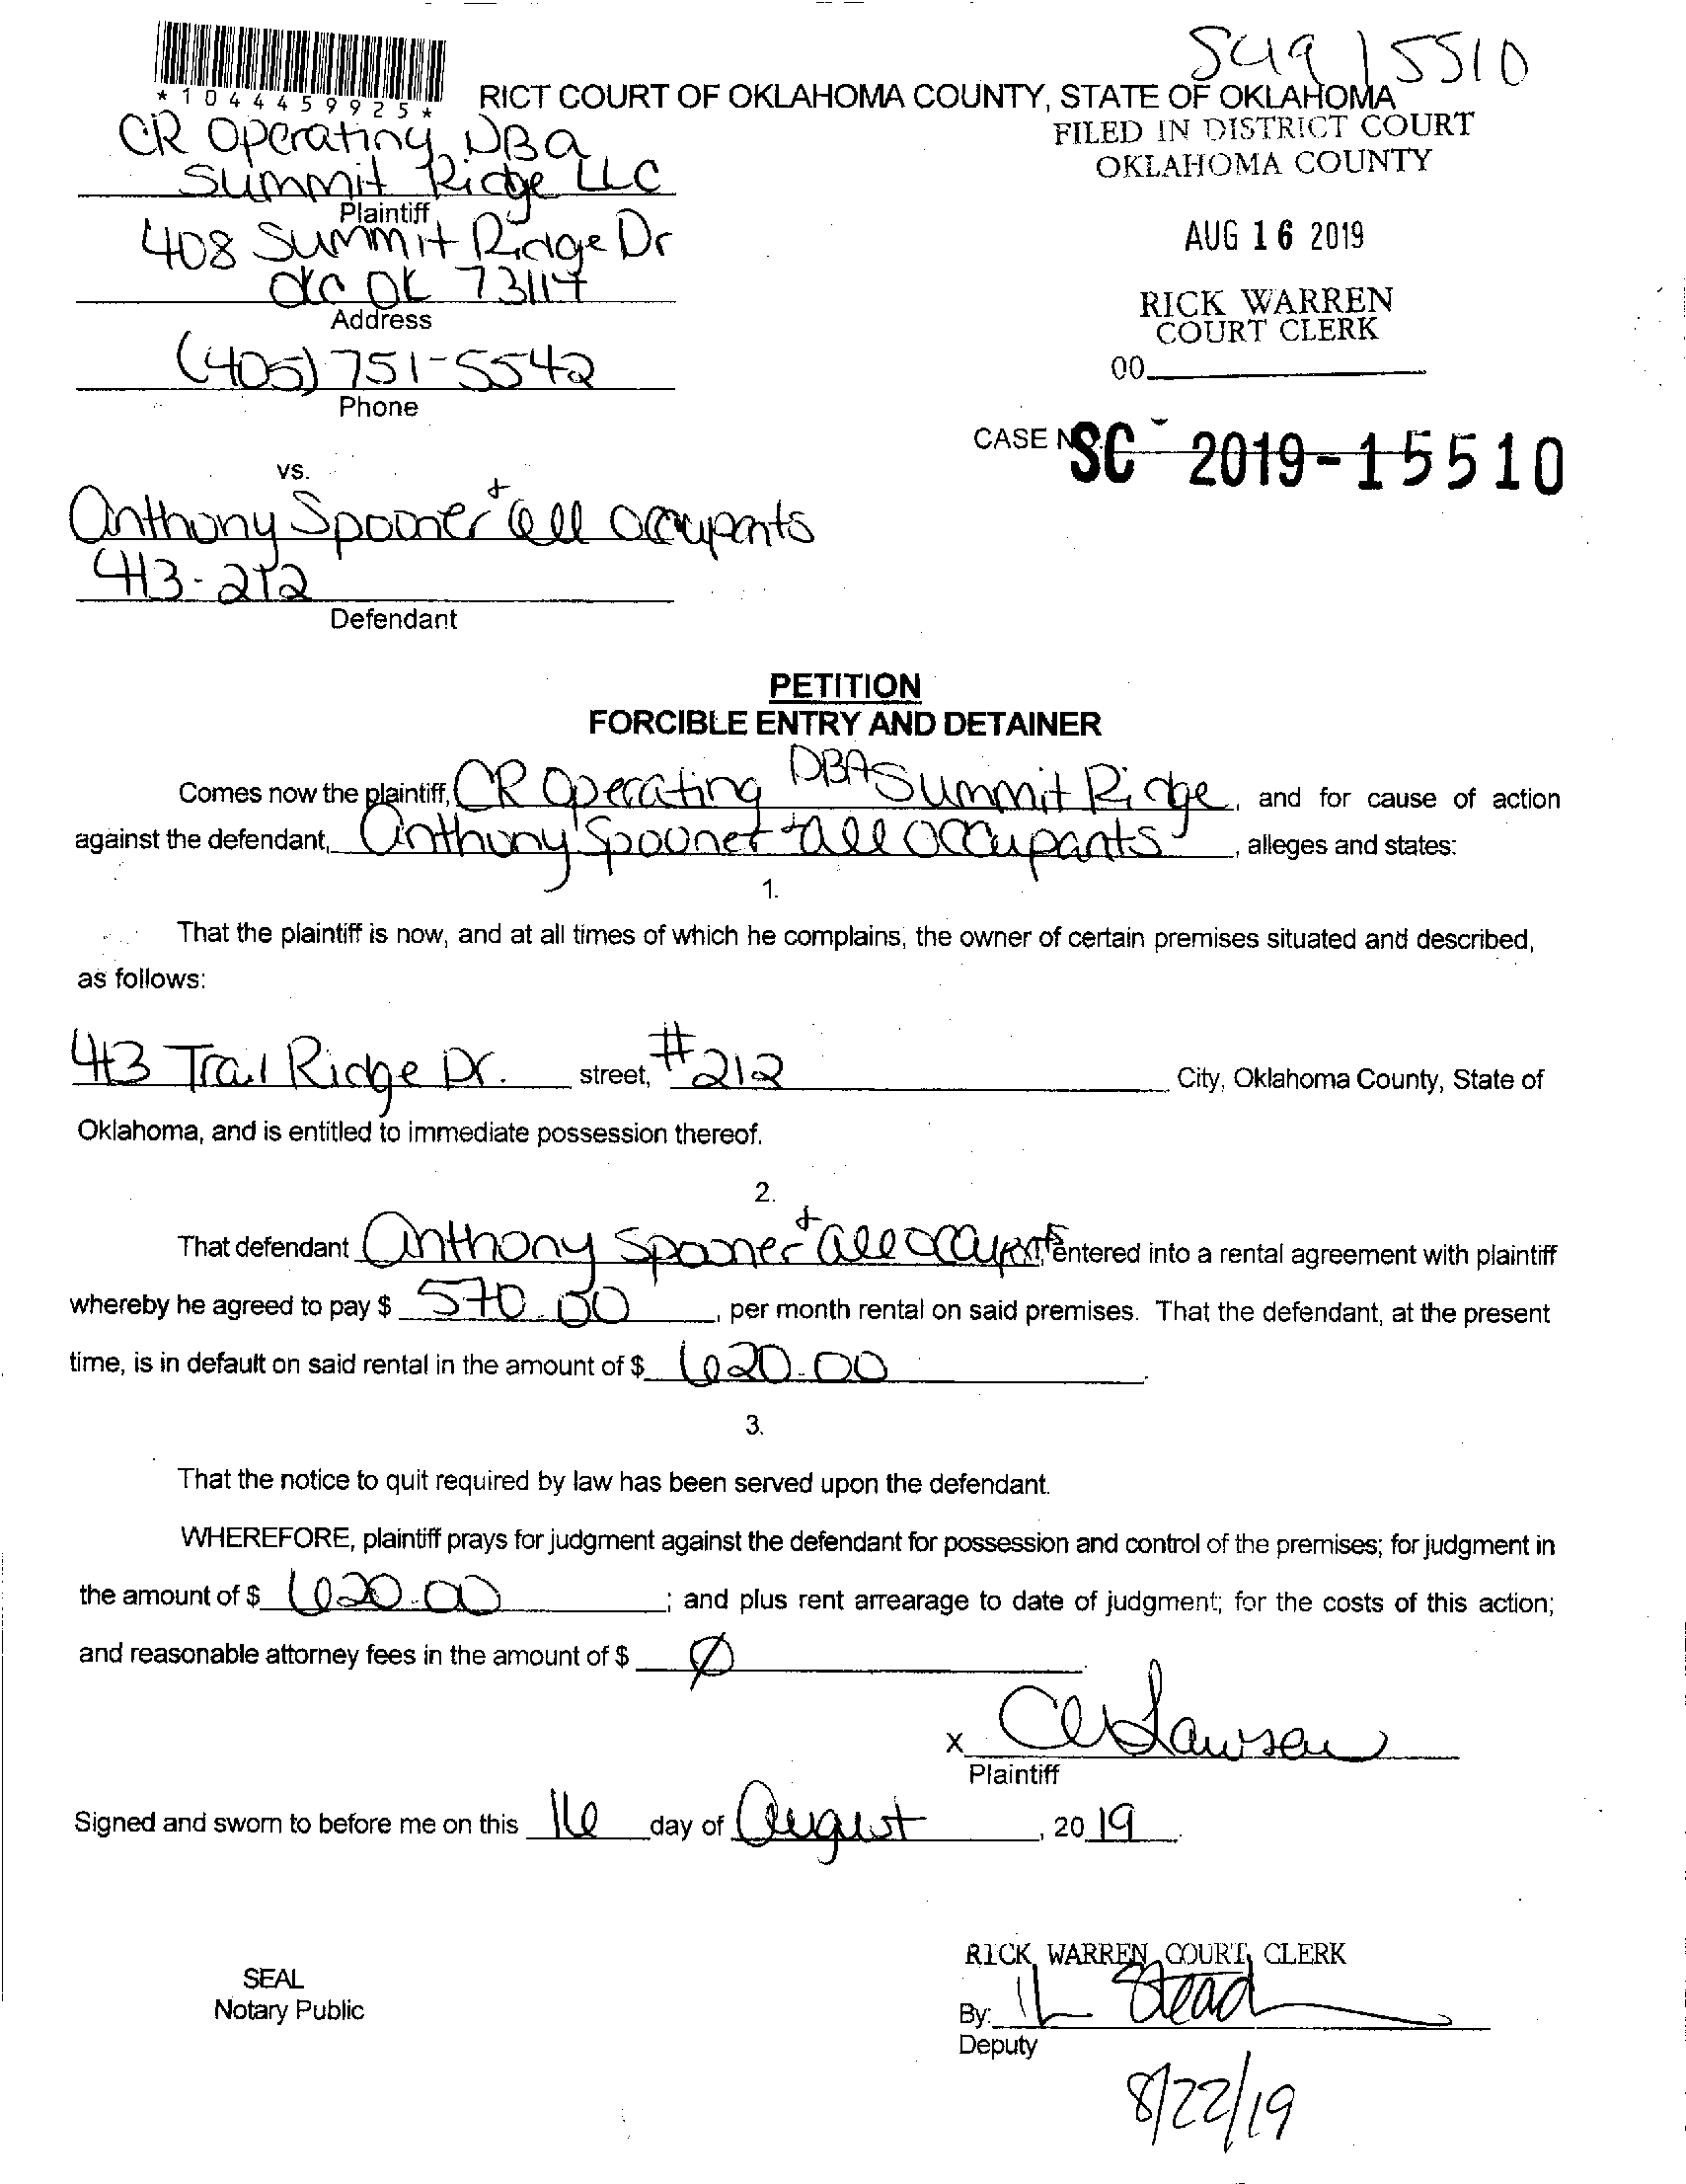 SC19 15510
*1044459925*
RICT COURT OF OKLAHOMA COUNTY, STATE OF OKLAHOMA
FILED IN DISTRICT COURT
OKLAHOMA COUNTY
AUG 16 2019
RICK WARREN
COURT CLERK
00
CR Operating DBA
Summit Ridge LLC
Plaintiff
408 Summit Ridge Dr
OKC OK 73114
Address
(405) 751-5542
Phone
CASE NO. SC - 2019-15510
vs.
Anthony Spooner & all occupants
413-212
Defendant
PETITION
FORCIBLE ENTRY AND DETAINER
Comes now the plaintiff, CR Operating DBA Summit Ridge, and for cause of action
against the defendant, Anthony Spooner + all occupants, alleges and states:
1.
That the plaintiff is now, and at all times of which he complains, the owner of certain premises situated and described,
as follows:
413 Trail Ridge Dr. street, #212 City, Oklahoma County, State of
Oklahoma, and is entitled to immediate possession thereof.
2.
That defendant Anthony Spooner & all occupants entered into a rental agreement with plaintiff
whereby he agreed to pay $ 570.00, per month rental on said premises. That the defendant, at the present
time, is in default on said rental in the amount of $ 620.00.
3.
That the notice to quit required by law has been served upon the defendant.
WHEREFORE, plaintiff prays for judgment against the defendant for possession and control of the premises; for judgment in
the amount of $ 620.00; and plus rent arrearage to date of judgment; for the costs of this action;
and reasonable attorney fees in the amount of $ Ø
x Lawson
Plaintiff
Signed and sworn to before me on this 16 day of August, 2019.
SEAL
Notary Public
RICK WARREN, COURT CLERK
By: Stead
Deputy
8/22/19